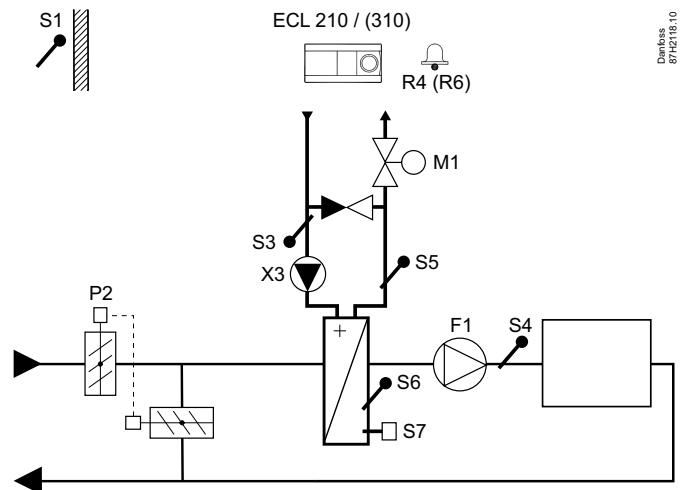 S1
ECL 210 / (310)
Danfoss
87H2118.10
R4 (R6)
M1
S3
S5
X3
P2
F1
S4
+
S6
S7